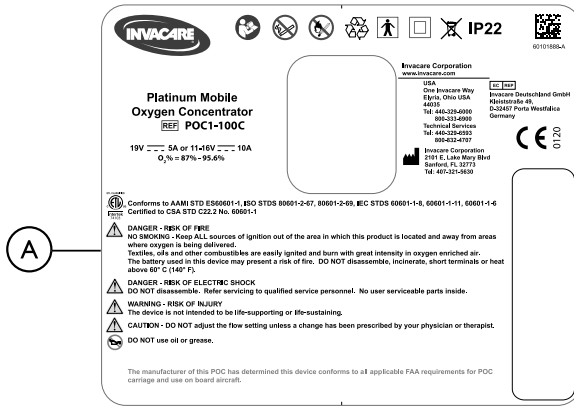 INVACARE
IP22
60101888-A
Invacare Corporation
www.invacare.com
USA
One Invacare Way
Elyria, Ohio USA
44035
Tel: 440-329-6000
800-333-6900
Technical Services
Tel: 440-329-6593
800-832-4707
Invacare Corporation
2101 E. Lake Mary Blvd
Sanford, FL 32773
Tel: 407-321-5630
EC REP
Invacare Deutschland GmbH
Kleiststraße 49,
D-32457 Porta Westfalica
Germany
CE 0120
Platinum Mobile
Oxygen Concentrator
REF POC1-100C
19V 5A or 11-16V 10A
O₂% = 87% - 95.6%
Intertek
Conforms to AAMI STD ES60601-1, ISO STDS 80601-2-67, 80601-2-69, IEC STDS 60601-1-8, 60601-1-11, 60601-1-6
Certified to CSA STD C22.2 No. 60601-1
A
DANGER - RISK OF FIRE
NO SMOKING - Keep ALL sources of ignition out of the area in which this product is located and away from areas
where oxygen is being delivered.
Textiles, oils and other combustibles are easily ignited and burn with great intensity in oxygen enriched air.
The battery used in this device may present a risk of fire. DO NOT disassemble, incinerate, short terminals or heat
above 60° C (140° F).
DANGER - RISK OF ELECTRIC SHOCK
DO NOT disassemble. Refer servicing to qualified service personnel. No user serviceable parts inside.
WARNING - RISK OF INJURY
The device is not intended to be life-supporting or life-sustaining.
CAUTION - DO NOT adjust the flow setting unless a change has been prescribed by your physician or therapist.
DO NOT use oil or grease.
The manufacturer of this POC has determined this device conforms to all applicable FAA requirements for POC
carriage and use on board aircraft.